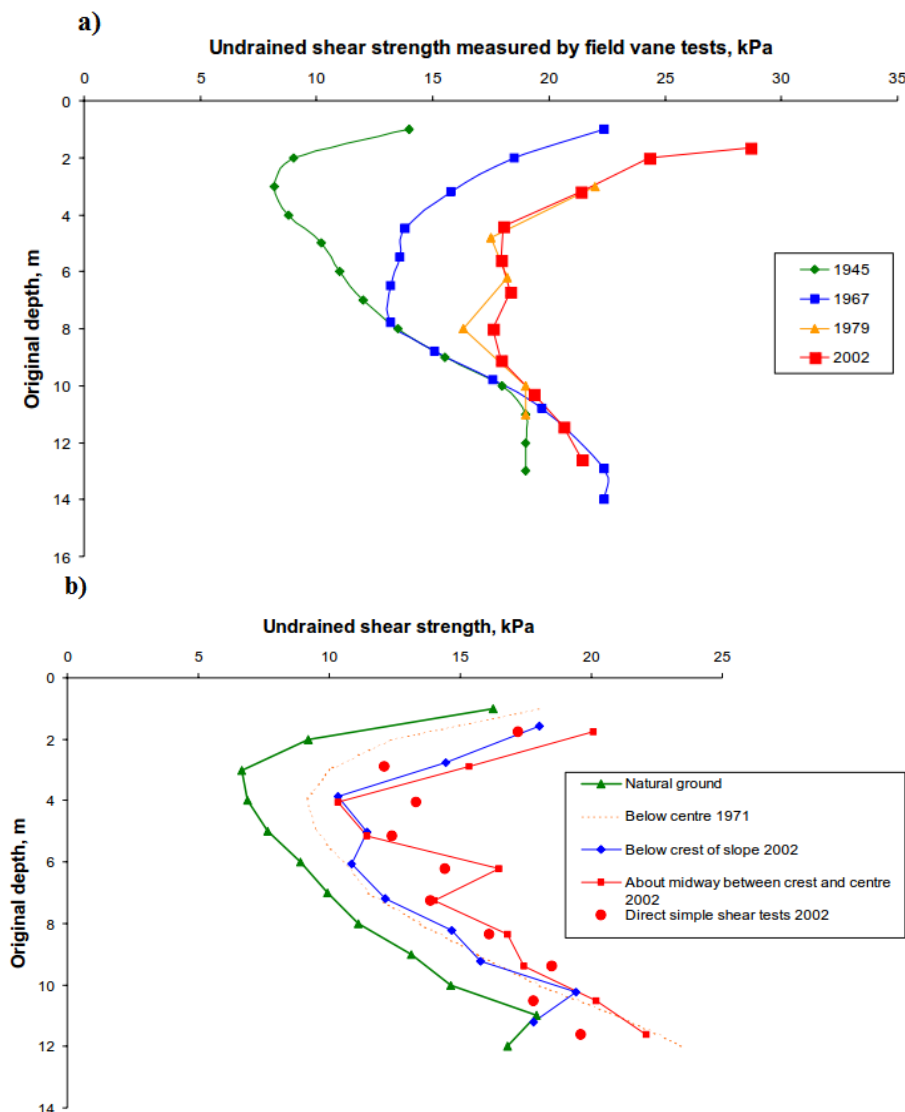 a)
Undrained shear strength measured by field vane tests, kPa
0 5 10 15 20 25 30 35
0
2
4
6
8
10
12
14
16
Original depth, m
1945
1967
1979
2002
b)
Undrained shear strength, kPa
0 5 10 15 20 25
0
2
4
6
8
10
12
14
Original depth, m
Natural ground
Below centre 1971
Below crest of slope 2002
About midway between crest and centre
2002
Direct simple shear tests 2002